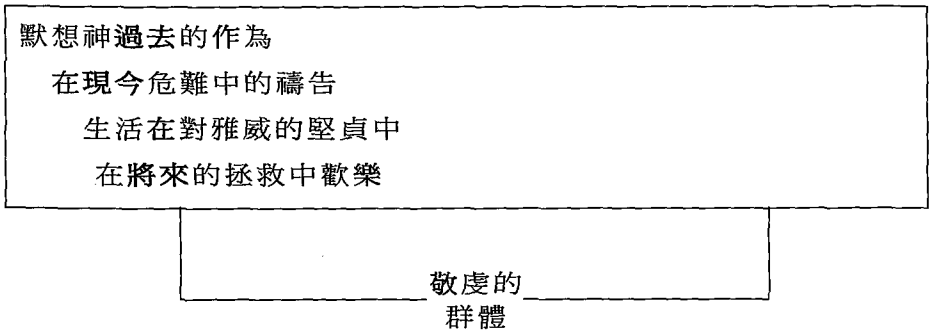 默想神過去的作為
在現今危難中的禱告
生活在對雅威的堅貞中
在將來的拯救中歡樂
敬虔的
群體